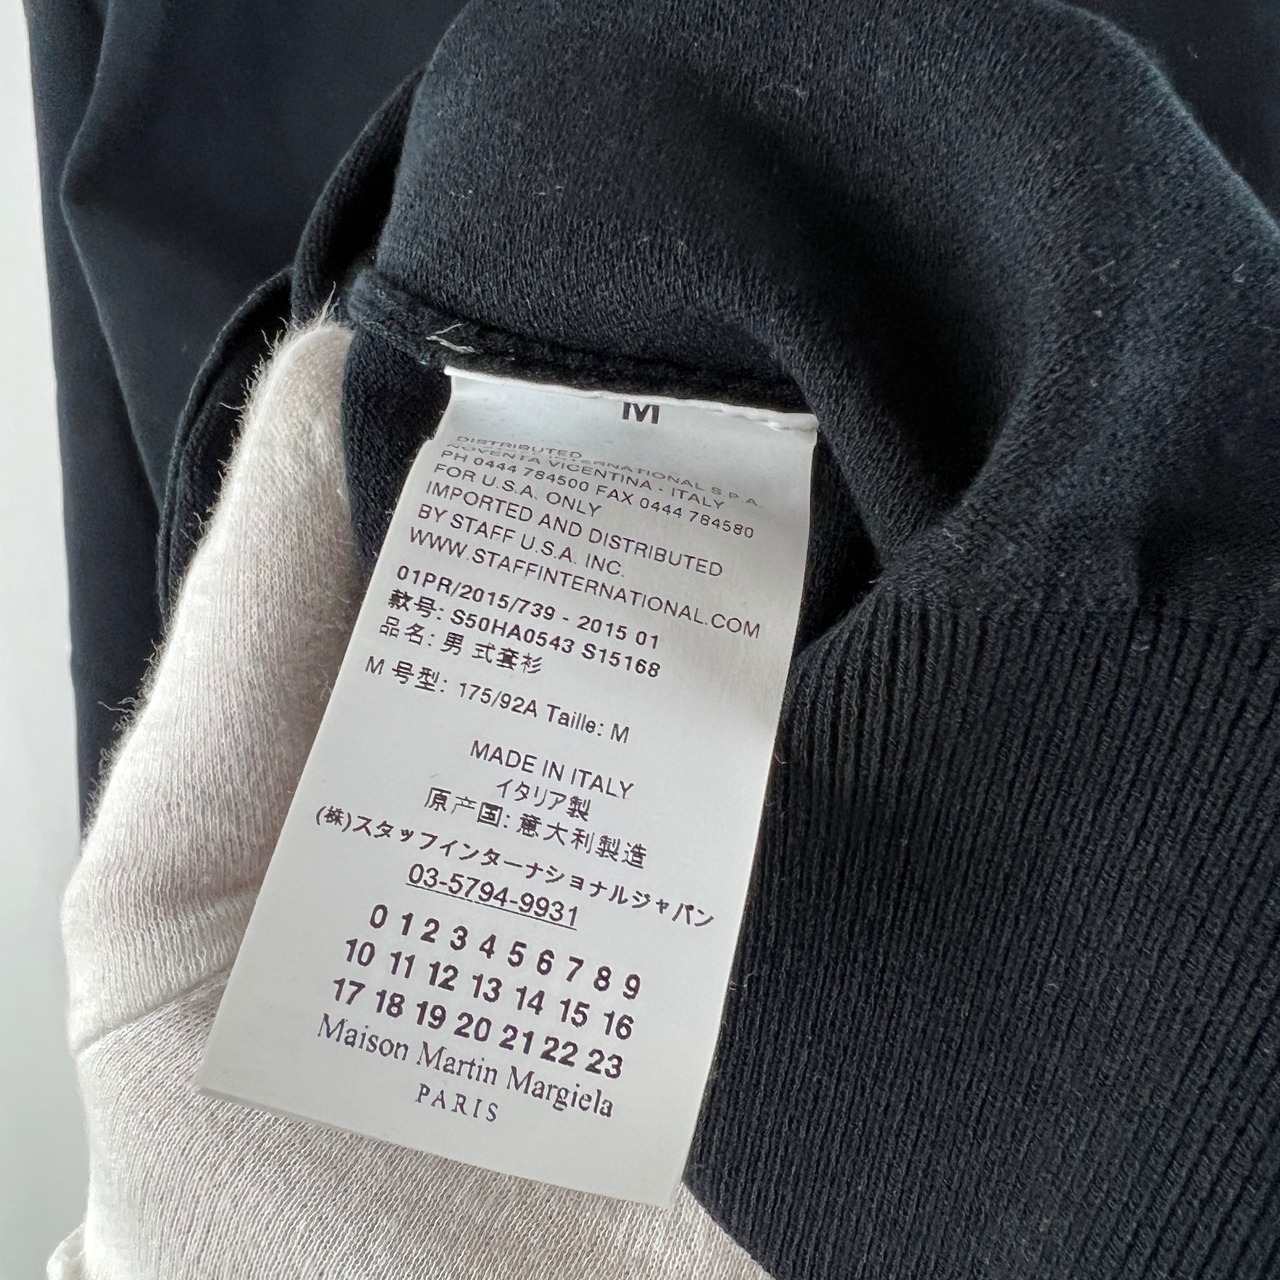 M
DISTRIBUTED
INTERNATIONAL S.P.A.
NOVENTA VICENTINA - ITALY
PH 0444 784500 FAX 0444 784580
FOR U.S.A. ONLY
IMPORTED AND DISTRIBUTED
BY STAFF U.S.A. INC.
WWW.STAFFINTERNATIONAL.COM
01PR/2015/739 - 2015 01
款号: S50HA0543 S15168
品名: 男 式套衫
M 号型: 175/92A Taille: M
MADE IN ITALY
イタリア製
原产国: 意大利製造
(株)スタッフインターナショナルジャパン
03-5794-9931
0 1 2 3 4 5 6 7 8 9
10 11 12 13 14 15 16
17 18 19 20 21 22 23
Maison Martin Margiela
PARIS